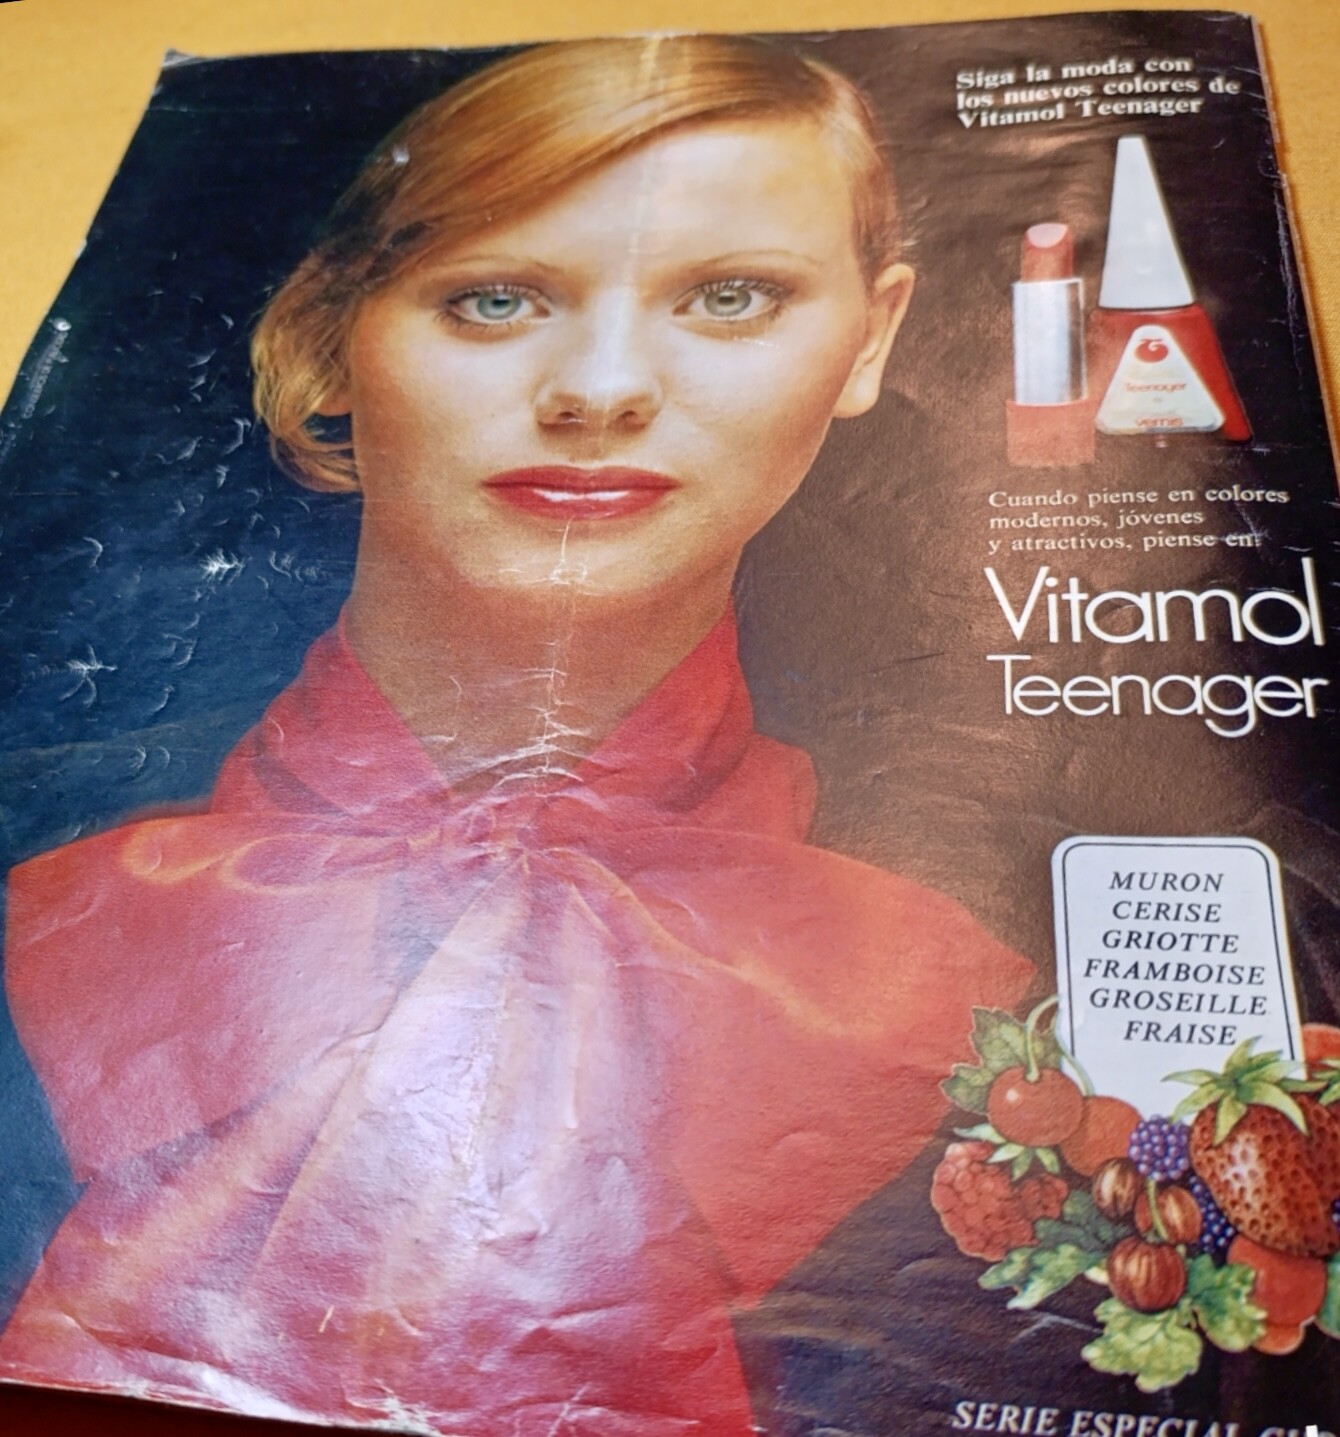 Siga la moda con
los nuevos colores de
Vitamol Teenager
Teenager
vernis
Cuando piense en colores
modernos, jóvenes
y atractivos, piense en:
Vitamol
Teenager
MURON
CERISE
GRIOTTE
FRAMBOISE
GROSEILLE
FRAISE
SERIE ESPECIAL